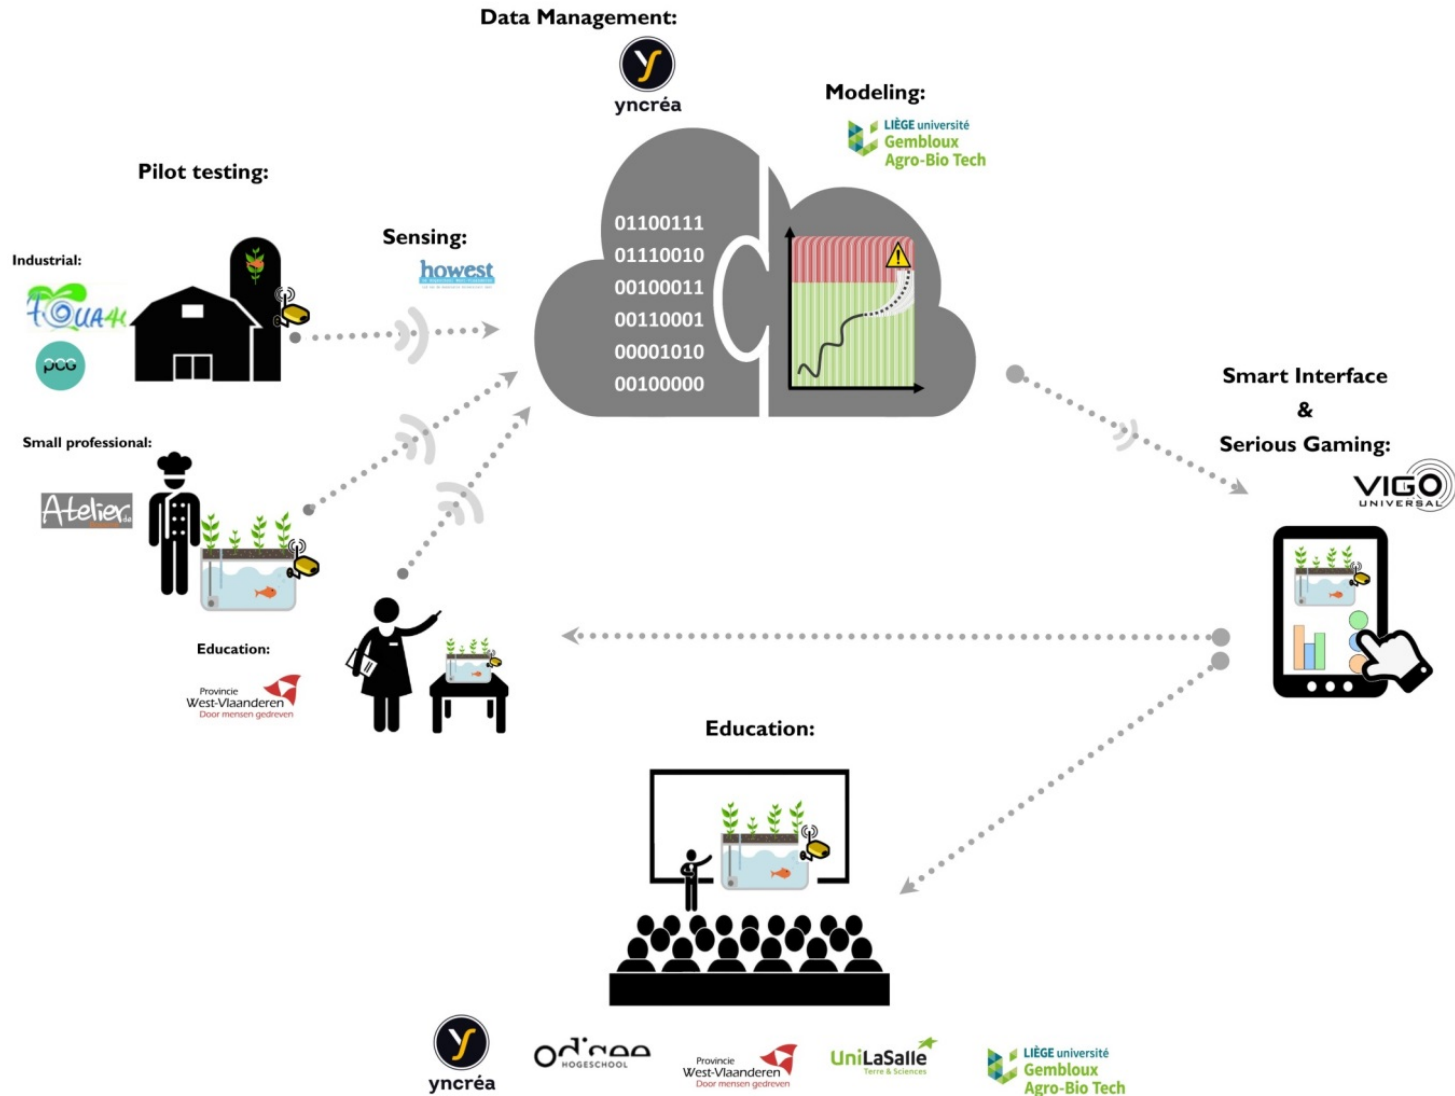 Data Management:
yncréa
Modeling:
LIÈGE université
Gembloux
Agro-Bio Tech
Pilot testing:
Sensing:
howest
Industrial:
pcg
01100111
01110010
00100011
00110001
00001010
00100000
Smart Interface
&
Serious Gaming:
VIGO
UNIVERSAL
Small professional:
Atelier
Education:
Provincie
West-Vlaanderen
Door mensen gedreven
Education:
yncréa
Odisee
HOGESCHOOL
Provincie
West-Vlaanderen
Door mensen gedreven
UniLaSalle
Terre & Sciences
LIÈGE université
Gembloux
Agro-Bio Tech